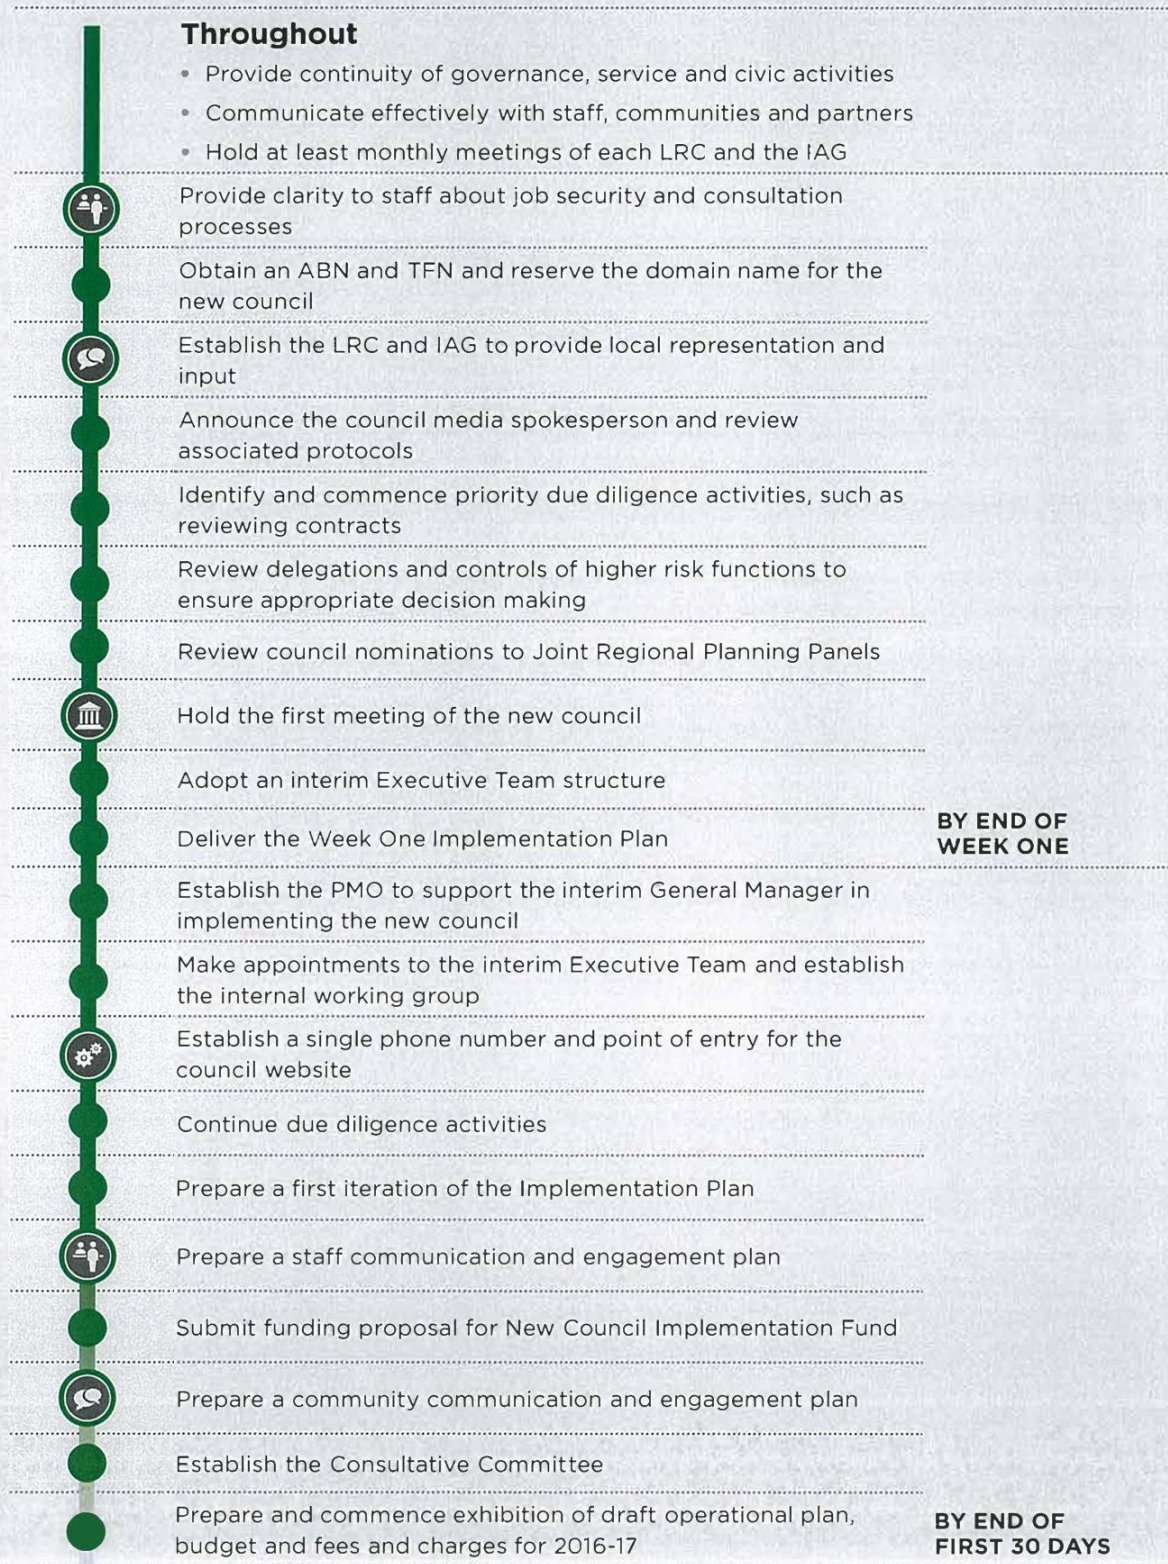 Throughout
• Provide continuity of governance, service and civic activities
• Communicate effectively with staff, communities and partners
• Hold at least monthly meetings of each LRC and the IAG
Provide clarity to staff about job security and consultation
processes
Obtain an ABN and TFN and reserve the domain name for the
new council
Establish the LRC and IAG to provide local representation and
input
Announce the council media spokesperson and review
associated protocols
Identify and commence priority due diligence activities, such as
reviewing contracts
Review delegations and controls of higher risk functions to
ensure appropriate decision making
Review council nominations to Joint Regional Planning Panels
Hold the first meeting of the new council
Adopt an interim Executive Team structure
Deliver the Week One Implementation Plan
BY END OF
WEEK ONE
Establish the PMO to support the interim General Manager in
implementing the new council
Make appointments to the interim Executive Team and establish
the internal working group
Establish a single phone number and point of entry for the
council website
Continue due diligence activities
Prepare a first iteration of the Implementation Plan
Prepare a staff communication and engagement plan
Submit funding proposal for New Council Implementation Fund
Prepare a community communication and engagement plan
Establish the Consultative Committee
Prepare and commence exhibition of draft operational plan,
budget and fees and charges for 2016-17
BY END OF
FIRST 30 DAYS